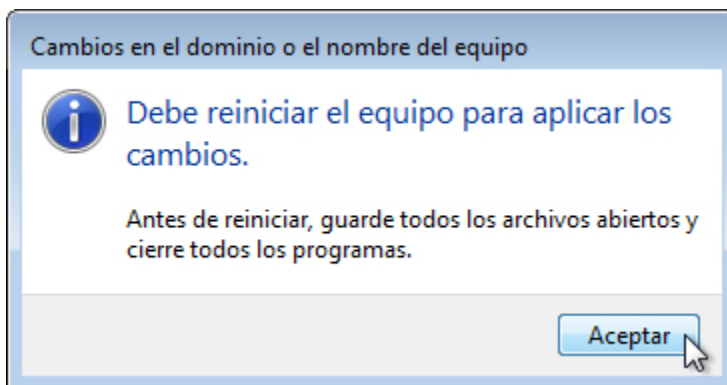 Cambios en el dominio o el nombre del equipo
Debe reiniciar el equipo para aplicar los
cambios.
Antes de reiniciar, guarde todos los archivos abiertos y
cierre todos los programas.
Aceptar